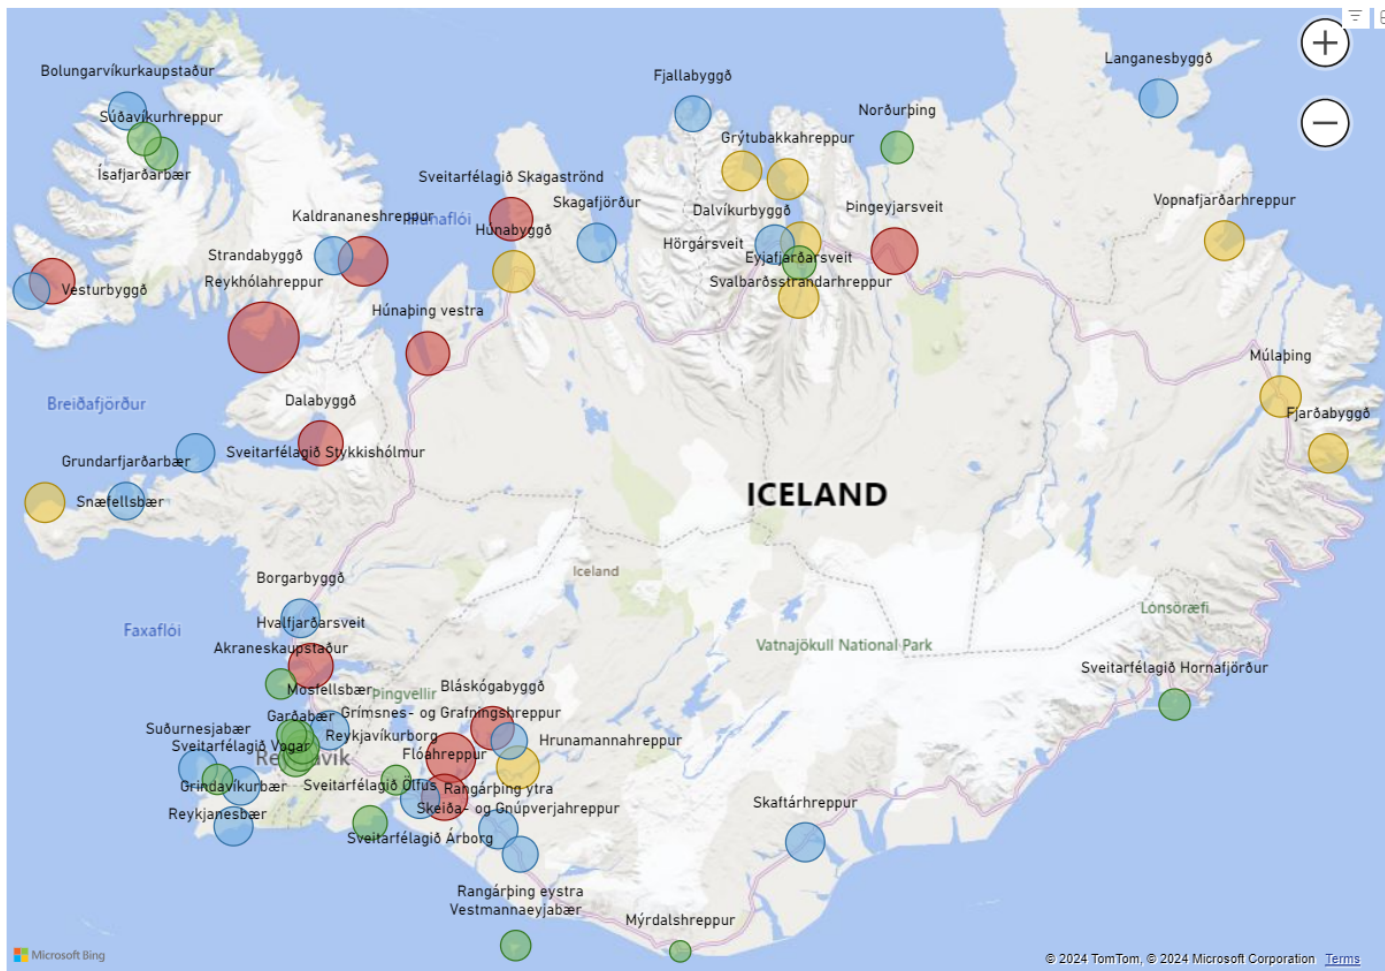 Bolungarvíkurkaupstaður
Súðavíkurhreppur
Ísafjarðarbær
Fjallabyggð
Langanesbyggð
Norðurþing
Grýtubakkahreppur
Sveitarfélagið Skagaströnd
Skagafjörður
Kaldrananeshreppur
Húnabyggð
Dalvíkurbyggð
Þingeyjarsveit
Vopnafjarðarhreppur
Strandabyggð
Hörgársveit
Eyjafjarðarsveit
Reykhólahreppur
Vesturbyggð
Svalbarðsstrandarhreppur
Húnaþing vestra
Múlaþing
Breiðafjörður
Dalabyggð
Fjarðabyggð
Sveitarfélagið Stykkishólmur
Grundarfjarðarbær
Snæfellsbær
ICELAND
Iceland
Borgarbyggð
Hvalfjarðarsveit
Faxaflói
Lónsöræfi
Akraneskaupstaður
Vatnajökull National Park
Sveitarfélagið Hornafjörður
Mosfellsbær
Þingvellir
Bláskógabyggð
Garðabær
Grímsnes- og Grafningshreppur
Suðurnesjabær
Reykjavíkurborg
Hrunamannahreppur
Sveitarfélagið Vogar
Flóahreppur
Grindavíkurbær
Sveitarfélagið Ölfus
Rangárþing ytra
Skaftárhreppur
Reykjanesbær
Skeiða- og Gnúpverjahreppur
Sveitarfélagið Árborg
Rangárþing eystra
Vestmannaeyjabær
Mýrdalshreppur
Microsoft Bing
© 2024 TomTom, © 2024 Microsoft Corporation Terms